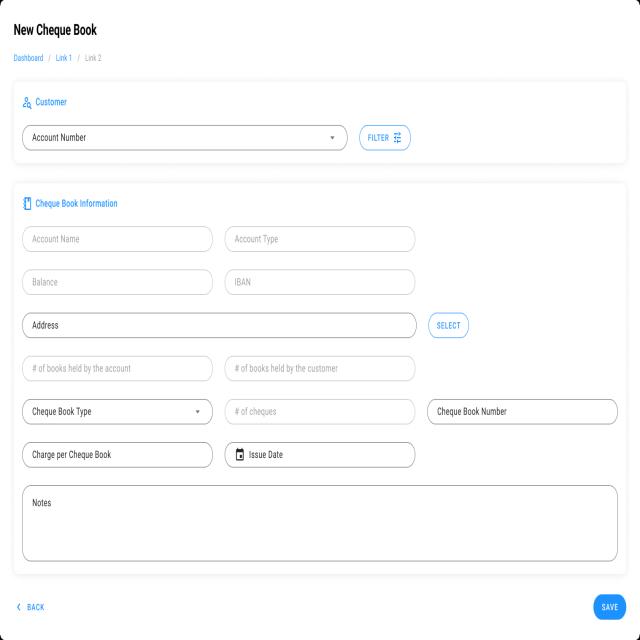 New Cheque Book
Dashboard / Link 1 / Link 2
Customer
Account Number
FILTER
Cheque Book Information
Account Name
Account Type
Balance
IBAN
Address
SELECT
# of books held by the account
# of books held by the customer
Cheque Book Type
# of cheques
Cheque Book Number
Charge per Cheque Book
Issue Date
Notes
BACK
SAVE